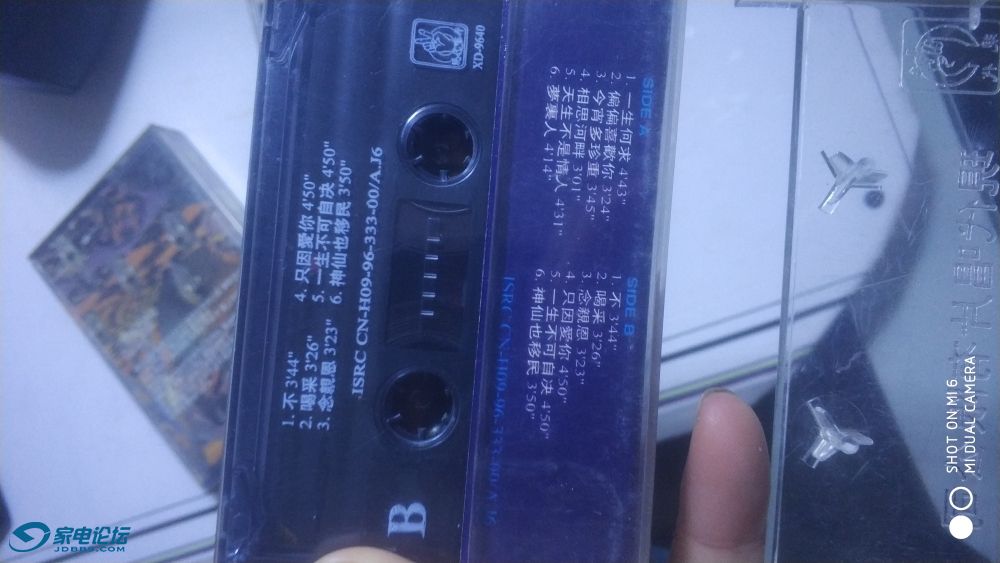 XD-9640
1. 不 3'44"
2. 喝采 3'26"
3. 念親恩 3'23"
4. 只因愛你 4'50"
5. 一生不可自决 4'50"
6. 神仙也移民 3'50"
ISRC CN-H09-96-333-00/A.J6
B
SIDE A
1. 一生何求 4'43"
2. 偏偏喜歡你 3'24"
3. 今宵多珍重 3'45"
4. 相思河畔 3'01"
5. 天生不是情人 4'31"
6. 夢裏人 4'14"
SIDE B
1. 不 3'44"
2. 喝采 3'26"
3. 念親恩 3'23"
4. 只因愛你 4'50"
5. 一生不可自决 4'50"
6. 神仙也移民 3'50"
ISRC CN-H09-96-333-00/A.J6
SHOT ON MI 6
MI DUAL CAMERA
家电论坛
JDBBS.COM